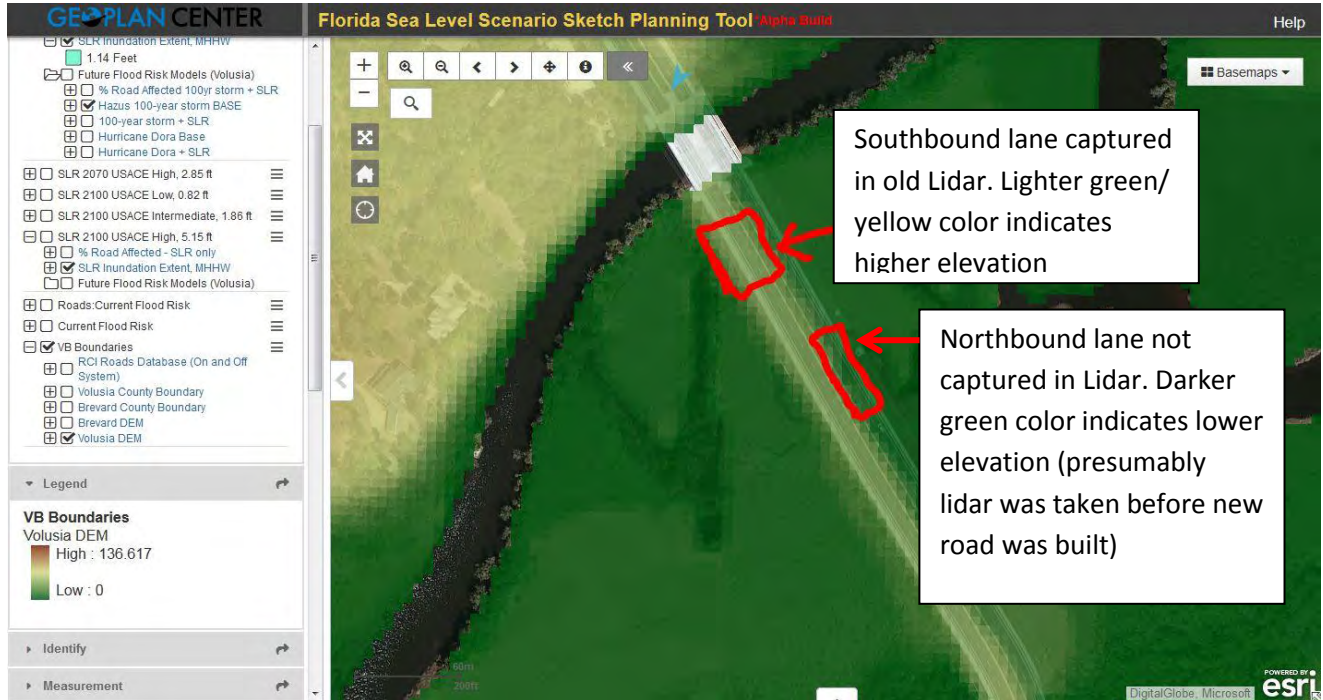 GEOPLAN CENTER
Florida Sea Level Scenario Sketch Planning Tool *Alpha Build
Help
SLR Inundation Extent, MHHW
1.14 Feet
Future Flood Risk Models (Volusia)
% Road Affected 100yr storm + SLR
Hazus 100-year storm BASE
100-year storm + SLR
Hurricane Dora Base
Hurricane Dora + SLR
SLR 2070 USACE High, 2.85 ft
SLR 2100 USACE Low, 0.82 ft
SLR 2100 USACE Intermediate, 1.86 ft
SLR 2100 USACE High, 5.15 ft
% Road Affected - SLR only
SLR Inundation Extent, MHHW
Future Flood Risk Models (Volusia)
Roads:Current Flood Risk
Current Flood Risk
VB Boundaries
RCI Roads Database (On and Off
System)
Volusia County Boundary
Brevard County Boundary
Brevard DEM
Volusia DEM
Legend
VB Boundaries
Volusia DEM
High : 136.617
Low : 0
Identify
Measurement
Basemaps
Southbound lane captured
in old Lidar. Lighter green/
yellow color indicates
higher elevation
Northbound lane not
captured in Lidar. Darker
green color indicates lower
elevation (presumably
lidar was taken before new
road was built)
60m
200ft
DigitalGlobe, Microsoft
POWERED BY
esri